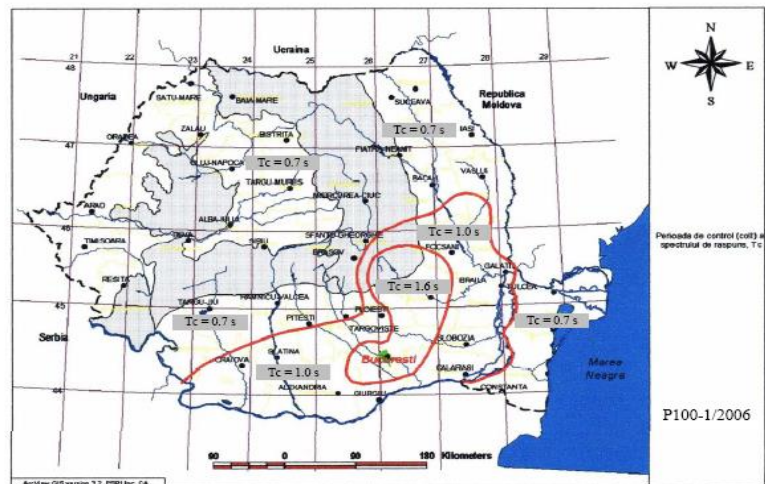 21
22
23
24
25
26
27
28
29
Ucraina
48
Ungaria
Republica
Moldova
N
W
E
S
SATU-MARE
BAIA-MARE
SUCEAVA
ZALAU
ORADEA
BISTRITA
Tc = 0.7 s
IASI
47
CLUJ-NAPOCA
Tc = 0.7 s
PIATRA-NEAMT
TARGU-MURES
BACAU
VASLUI
MIERCUREA-CIUC
ARAD
ALBA-IULIA
46
TIMISOARA
DEVA
SIBIU
SFANTU-GHEORGHE
BRASOV
Tc = 1.0 s
FOCSANI
Perioada de control (colt) a
spectrului de raspuns, Tc
GALATI
RESITA
Tc = 1.6 s
BRAILA
TULCEA
45
TARGU-JIU
RAMNICU-VALCEA
PITESTI
PLOIESTI
TARGOVISTE
Tc = 0.7 s
Tc = 0.7 s
Serbia
SLATINA
SLOBOZIA
Bucuresti
CRAIOVA
Tc = 1.0 s
CALARASI
Marea
Neagra
44
ALEXANDRIA
GIURGIU
CONSTANTA
P100-1/2006
90
0
90
180
Kilometers